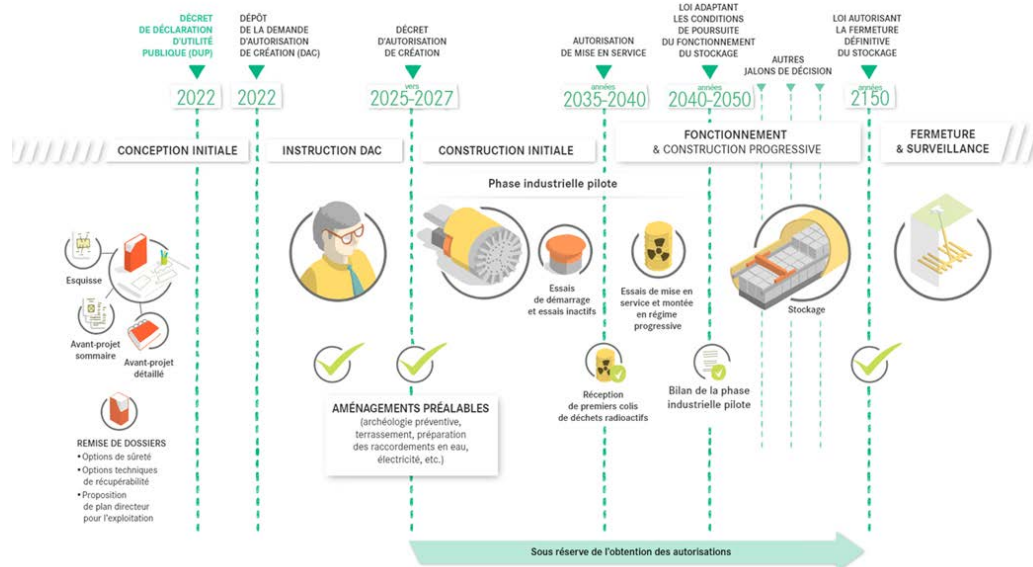 DÉCRET
DE DÉCLARATION
D'UTILITÉ
PUBLIQUE (DUP)
2022
DÉPÔT
DE LA DEMANDE
D'AUTORISATION
DE CRÉATION (DAC)
2022
DÉCRET
D'AUTORISATION
DE CRÉATION
vers
2025-2027
AUTORISATION
DE MISE EN SERVICE
années
2035-2040
LOI ADAPTANT
LES CONDITIONS
DE POURSUITE
DU FONCTIONNEMENT
DU STOCKAGE
années
2040-2050
AUTRES
JALONS DE DÉCISION
LOI AUTORISANT
LA FERMETURE
DÉFINITIVE
DU STOCKAGE
années
2150
CONCEPTION INITIALE
INSTRUCTION DAC
CONSTRUCTION INITIALE
FONCTIONNEMENT
& CONSTRUCTION PROGRESSIVE
FERMETURE
& SURVEILLANCE
Phase industrielle pilote
Esquisse
Avant-projet
sommaire
Avant-projet
détaillé
Essais
de démarrage
et essais inactifs
Essais de mise en
service et montée
en régime
progressive
Stockage
Réception
de premiers colis
de déchets radioactifs
Bilan de la phase
industrielle pilote
REMISE DE DOSSIERS
• Options de sûreté
• Options techniques
de récupérabilité
• Proposition
de plan directeur
pour l'exploitation
AMÉNAGEMENTS PRÉALABLES
(archéologie préventive,
terrassement, préparation
des raccordements en eau,
électricité, etc.)
Sous réserve de l'obtention des autorisations